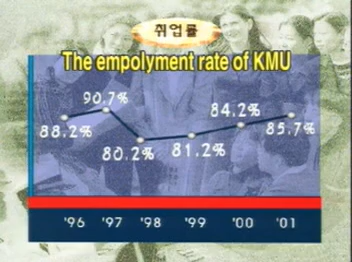 취업률
The empolyment rate of KMU
90.7%
84.2%
88.2%
85.7%
80.2%
81.2%
'96 '97 '98 '99 '00 '01